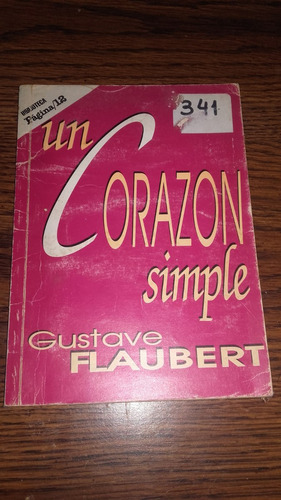 BIBLIOTECA
Página/12
341
un
CORAZON
simple
Gustave
FLAUBERT